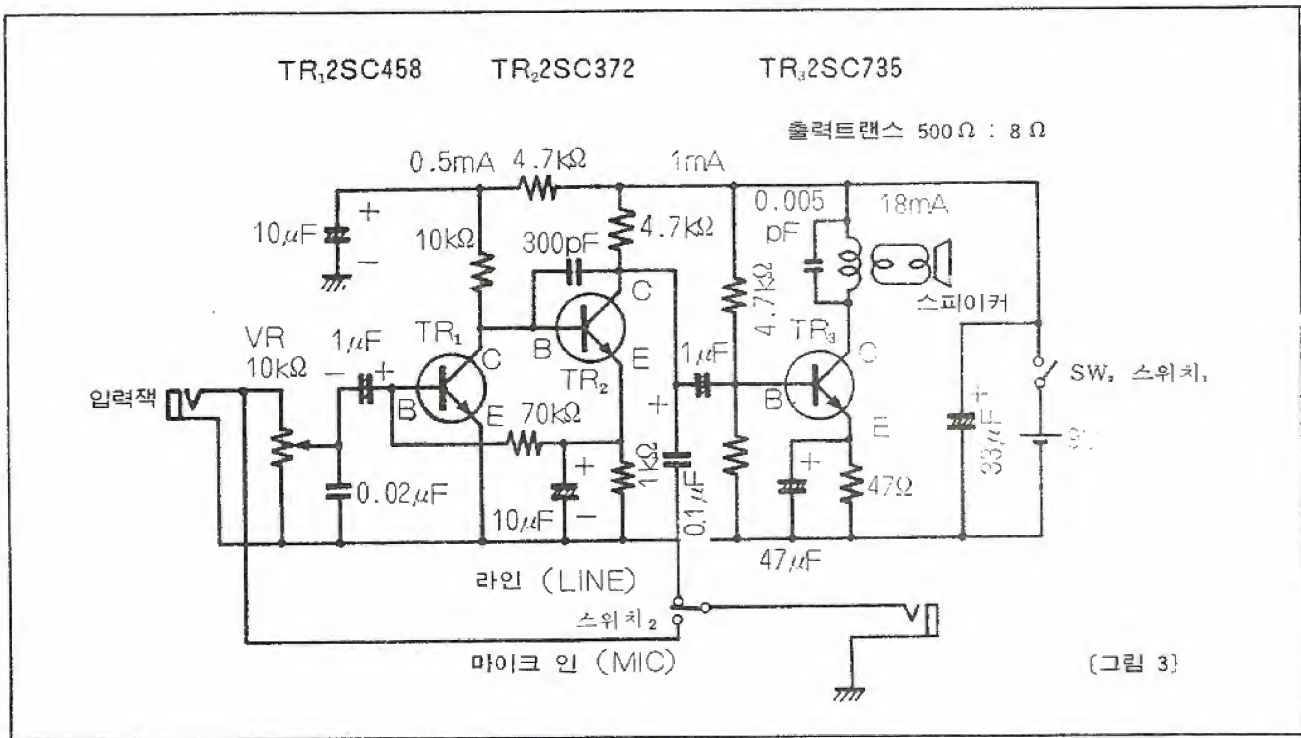 TR₁2SC458 TR₂2SC372 TR₃2SC735
출력트랜스 500Ω : 8Ω
0.5mA 4.7kΩ 1mA
0.005 pF
18mA
10μF
+
−
10kΩ
300pF
4.7kΩ
4.7kΩ
스피이커
VR
10kΩ
1μF
− +
TR₁
B
C
E
TR₂
B
C
E
1μF
+
TR₃
B
C
E
입력잭
70kΩ
0.02μF
10μF
+
−
1kΩ
0.1μF
+
47Ω
47μF
33μF
+
SW, 스위치₁
라인 (LINE)
스위치₂
마이크 인 (MIC)
[그림 3]